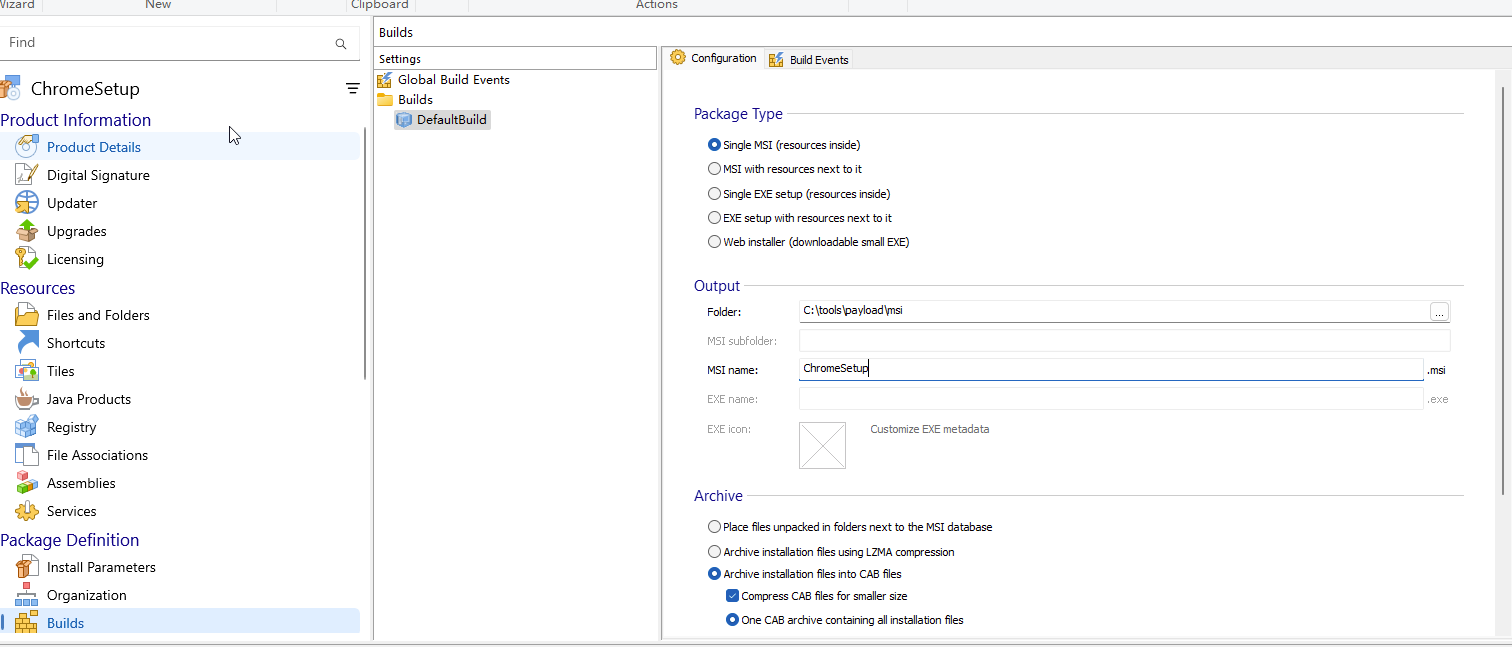 Wizard
New
Clipboard
Actions
Find
ChromeSetup
Product Information
Product Details
Digital Signature
Updater
Upgrades
Licensing
Resources
Files and Folders
Shortcuts
Tiles
Java Products
Registry
File Associations
Assemblies
Services
Package Definition
Install Parameters
Organization
Builds
Builds
Settings
Global Build Events
Builds
DefaultBuild
Configuration
Build Events
Package Type
Single MSI (resources inside)
MSI with resources next to it
Single EXE setup (resources inside)
EXE setup with resources next to it
Web installer (downloadable small EXE)
Output
Folder: C:\tools\payload\msi ...
MSI subfolder:
MSI name: ChromeSetup .msi
EXE name: .exe
EXE icon: Customize EXE metadata
Archive
Place files unpacked in folders next to the MSI database
Archive installation files using LZMA compression
Archive installation files into CAB files
Compress CAB files for smaller size
One CAB archive containing all installation files